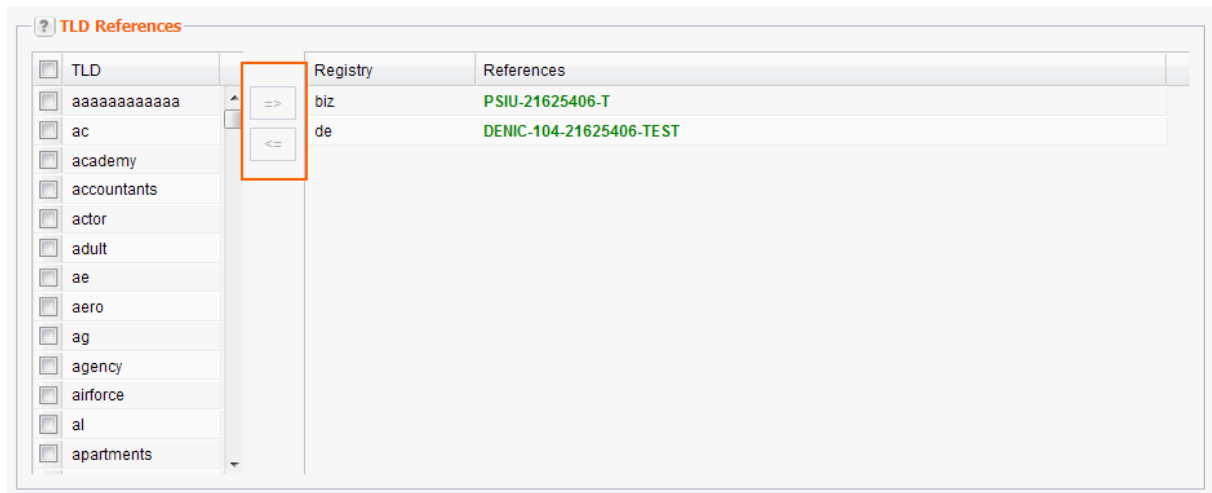 ? TLD References
TLD Registry References
aaaaaaaaaaaa => biz PSIU-21625406-T
ac <= de DENIC-104-21625406-TEST
academy
accountants
actor
adult
ae
aero
ag
agency
airforce
al
apartments